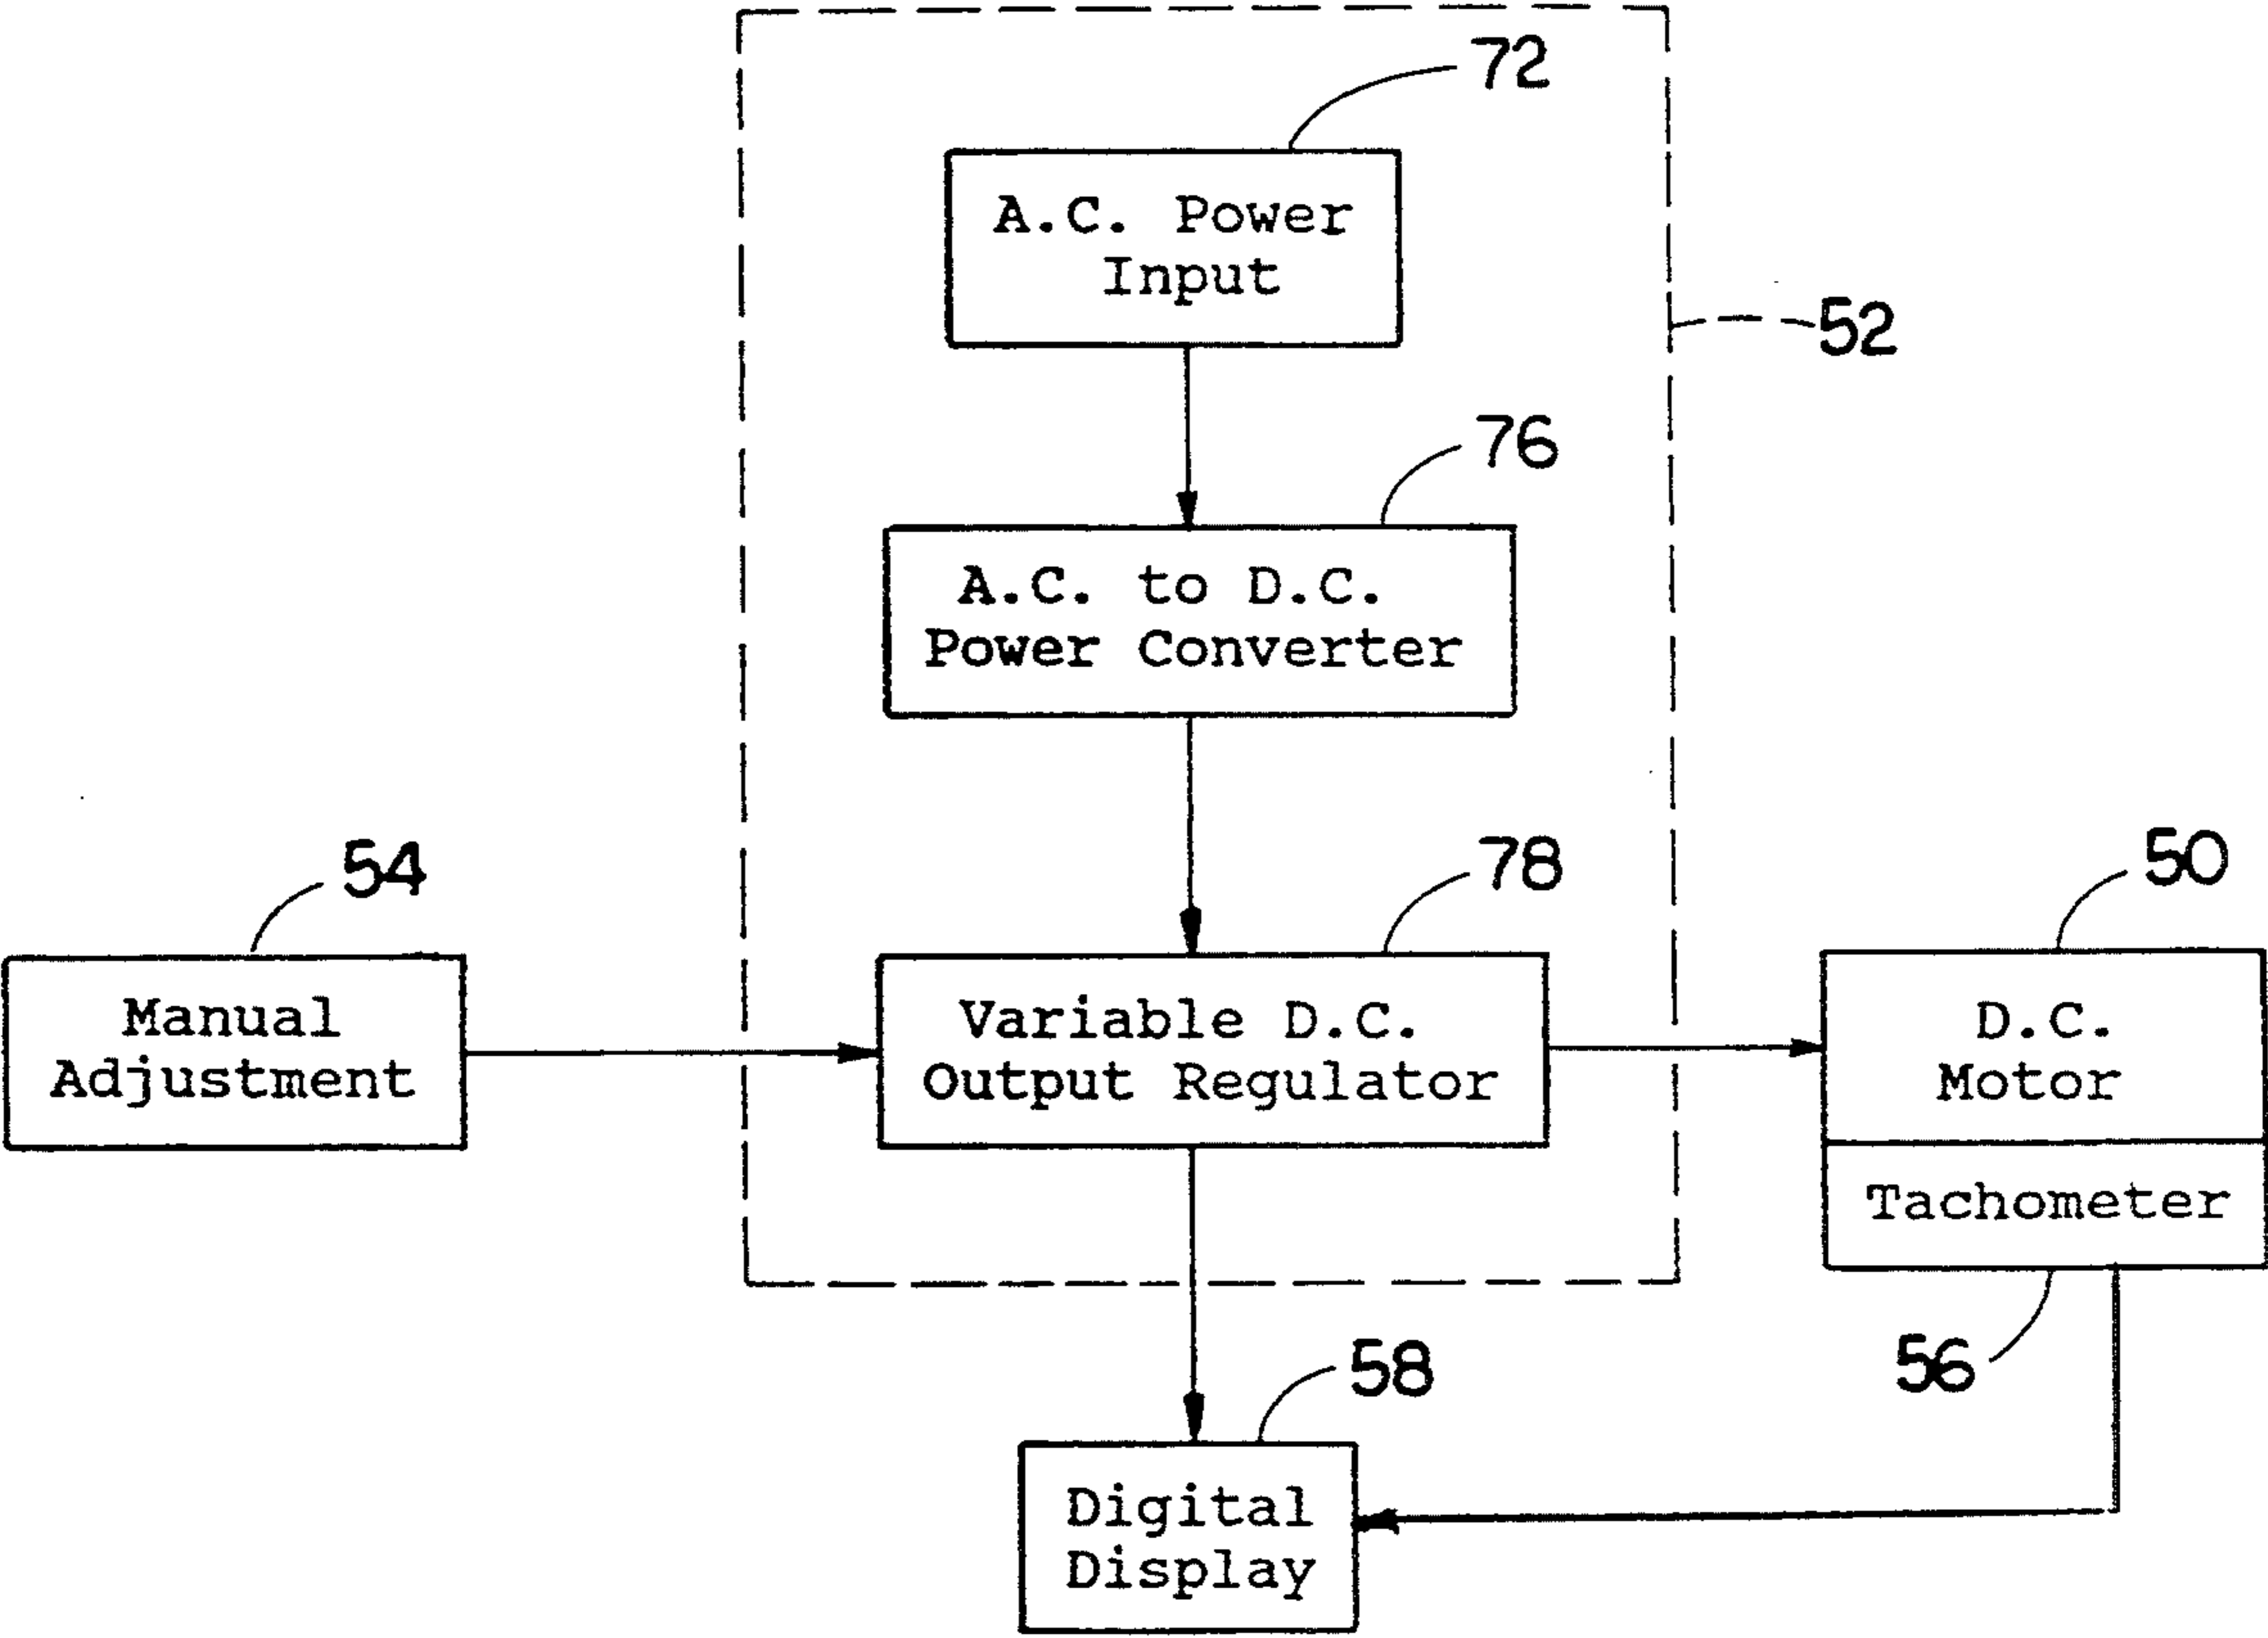 72
A.C. Power
Input
52
76
A.C. to D.C.
Power Converter
54
Manual
Adjustment
78
Variable D.C.
Output Regulator
50
D.C.
Motor
Tachometer
56
58
Digital
Display